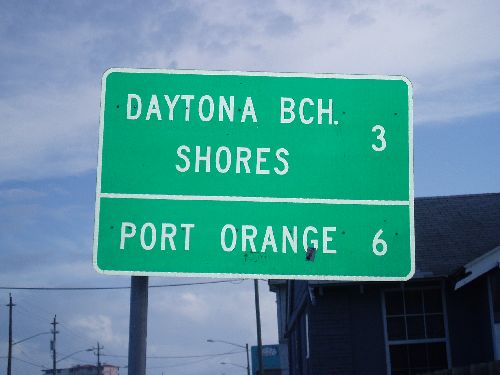 DAYTONA BCH.
SHORES 3
PORT ORANGE 6